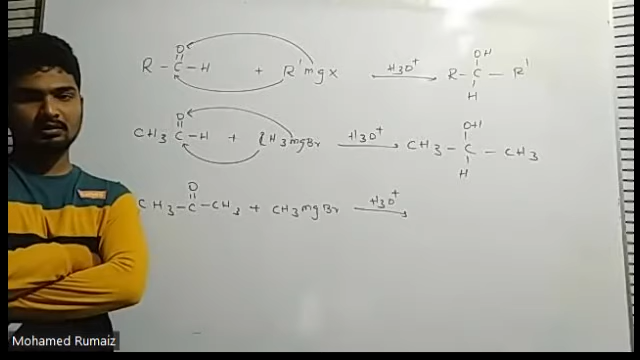 R - C - H + R'mgx H3O+ R - C - R'
O OH H
CH3 - C - H + CH3mgBr H3O+ CH3 - C - CH3
O OH H
CH3 - C - CH3 + CH3mgBr H3O+
O
Mohamed Rumaiz